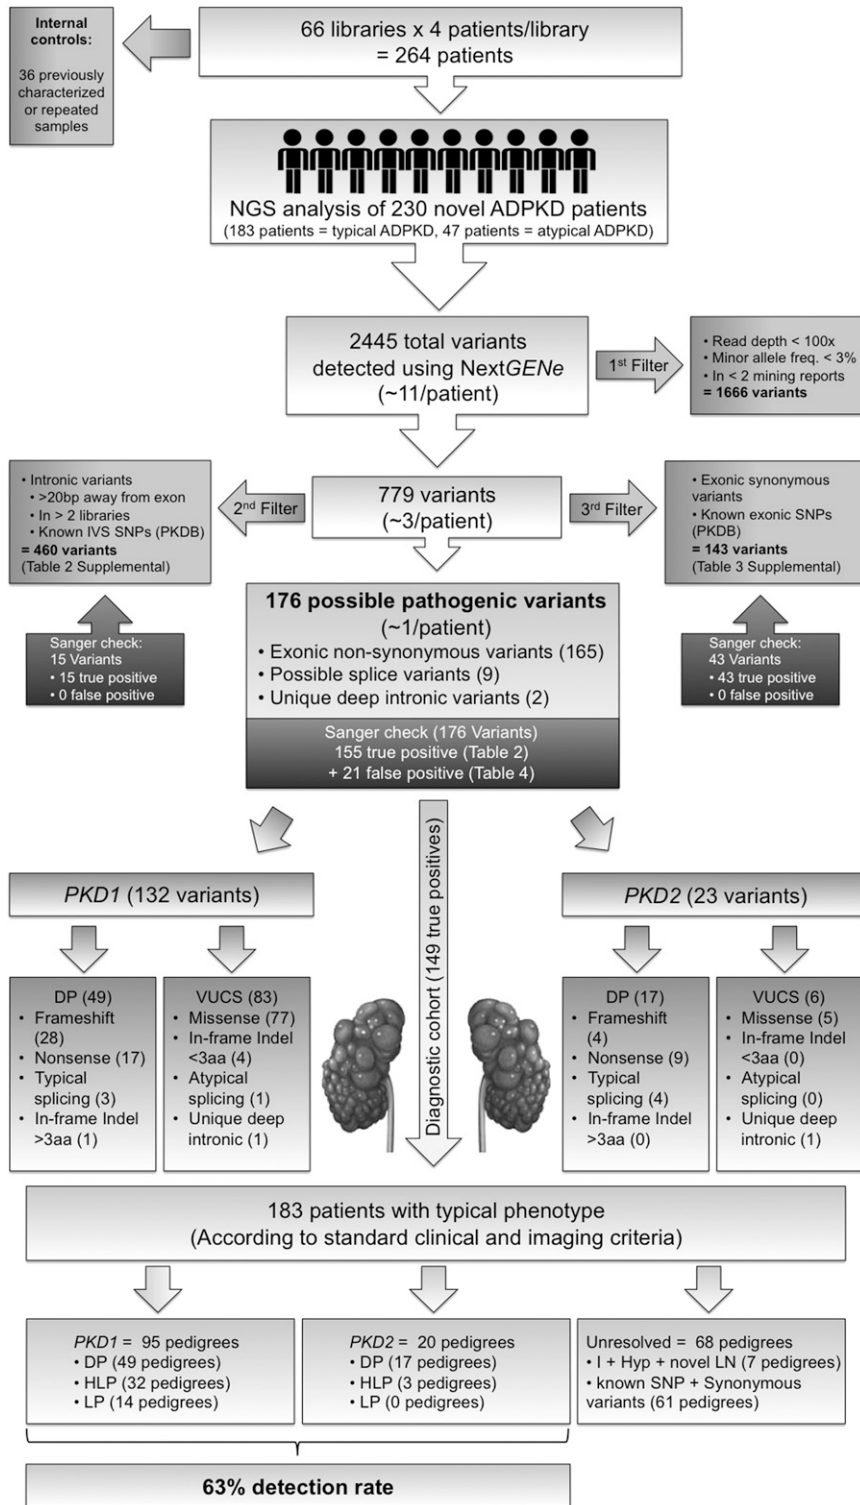 Internal
controls:
36 previously
characterized
or repeated
samples
66 libraries x 4 patients/library
= 264 patients
NGS analysis of 230 novel ADPKD patients
(183 patients = typical ADPKD, 47 patients = atypical ADPKD)
2445 total variants
detected using NextGENe
(~11/patient)
1st Filter
• Read depth < 100x
• Minor allele freq. < 3%
• In < 2 mining reports
= 1666 variants
• Intronic variants
• >20bp away from exon
• In > 2 libraries
• Known IVS SNPs (PKDB)
= 460 variants
(Table 2 Supplemental)
2nd Filter
779 variants
(~3/patient)
3rd Filter
• Exonic synonymous
variants
• Known exonic SNPs
(PKDB)
= 143 variants
(Table 3 Supplemental)
Sanger check:
15 Variants
• 15 true positive
• 0 false positive
176 possible pathogenic variants
(~1/patient)
• Exonic non-synonymous variants (165)
• Possible splice variants (9)
• Unique deep intronic variants (2)
Sanger check (176 Variants)
155 true positive (Table 2)
+ 21 false positive (Table 4)
Sanger check:
43 Variants
• 43 true positive
• 0 false positive
PKD1 (132 variants)
Diagnostic cohort (149 true positives)
PKD2 (23 variants)
DP (49)
• Frameshift
(28)
• Nonsense (17)
• Typical
splicing (3)
• In-frame Indel
>3aa (1)
VUCS (83)
• Missense (77)
• In-frame Indel
<3aa (4)
• Atypical
splicing (1)
• Unique deep
intronic (1)
DP (17)
• Frameshift
(4)
• Nonsense (9)
• Typical
splicing (4)
• In-frame Indel
>3aa (0)
VUCS (6)
• Missense (5)
• In-frame Indel
<3aa (0)
• Atypical
splicing (0)
• Unique deep
intronic (1)
183 patients with typical phenotype
(According to standard clinical and imaging criteria)
PKD1 = 95 pedigrees
• DP (49 pedigrees)
• HLP (32 pedigrees)
• LP (14 pedigrees)
PKD2 = 20 pedigrees
• DP (17 pedigrees)
• HLP (3 pedigrees)
• LP (0 pedigrees)
Unresolved = 68 pedigrees
• I + Hyp + novel LN (7 pedigrees)
• known SNP + Synonymous
variants (61 pedigrees)
63% detection rate